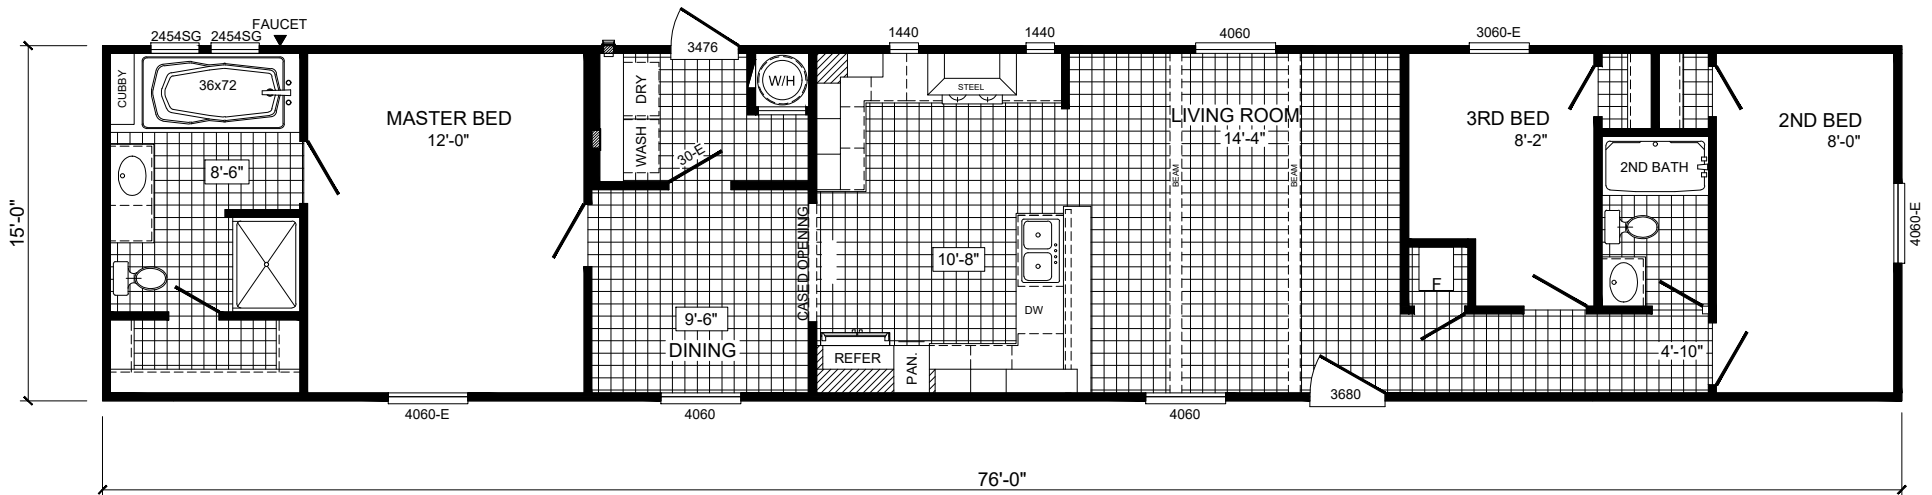 FAUCET
2454SG 2454SG
1440
1440
4060
3060-E
3476
CUBBY
36x72
DRY
W/H
STEEL
MASTER BED
12'-0"
LIVING ROOM
14'-4"
3RD BED
8'-2"
2ND BED
8'-0"
WASH
30-E
8'-6"
BEAM
BEAM
2ND BATH
15'-0"
4060-E
CASED OPENING
10'-8"
F
DW
9'-6"
DINING
REFER
PAN.
4'-10"
3680
4060-E
4060
4060
76'-0"